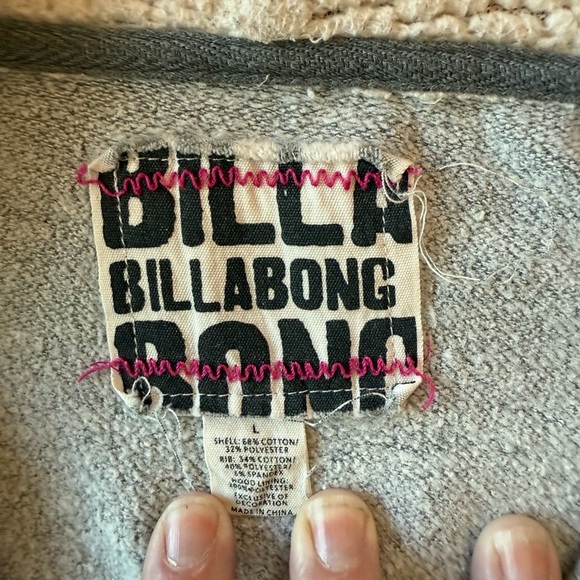 BILLA
BILLABONG
BONG
L
SHELL: 68% COTTON/
32% POLYESTER
RIB: 54% COTTON/
40% POLYESTER/
6% SPANDEX
HOOD LINING:
100% POLYESTER
EXCLUSIVE OF
DECORATION
MADE IN CHINA